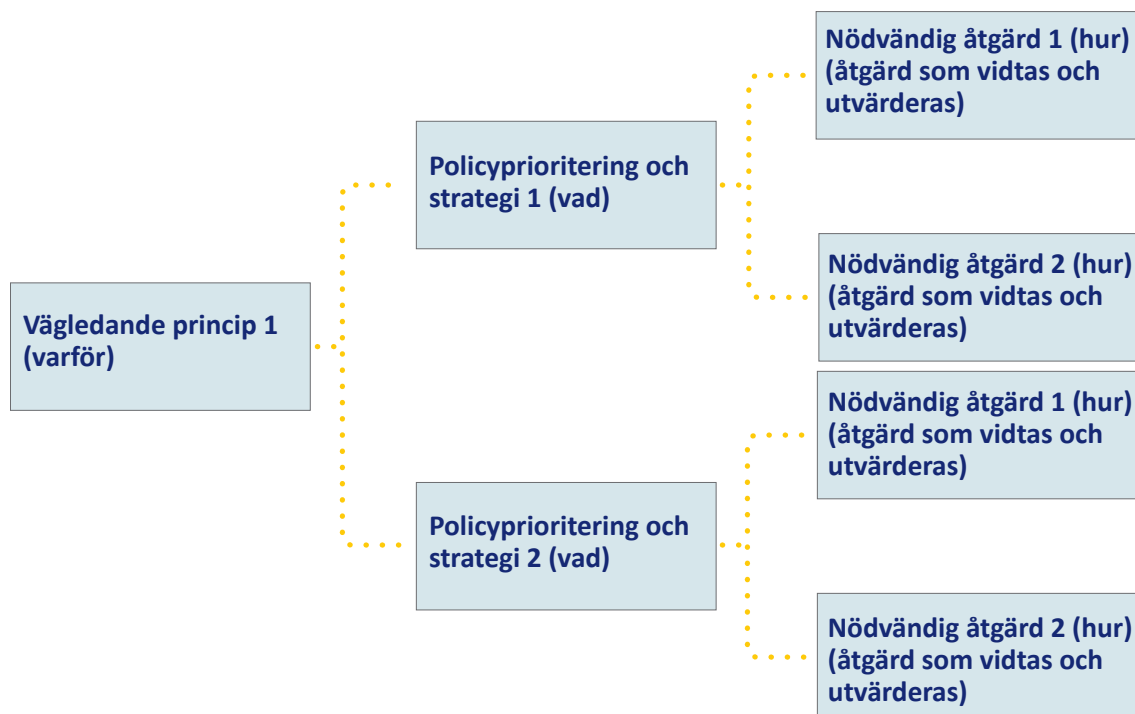 Vägledande princip 1
(varför)
Policyprioritering och
strategi 1 (vad)
Nödvändig åtgärd 1 (hur)
(åtgärd som vidtas och
utvärderas)
Nödvändig åtgärd 2 (hur)
(åtgärd som vidtas och
utvärderas)
Policyprioritering och
strategi 2 (vad)
Nödvändig åtgärd 1 (hur)
(åtgärd som vidtas och
utvärderas)
Nödvändig åtgärd 2 (hur)
(åtgärd som vidtas och
utvärderas)